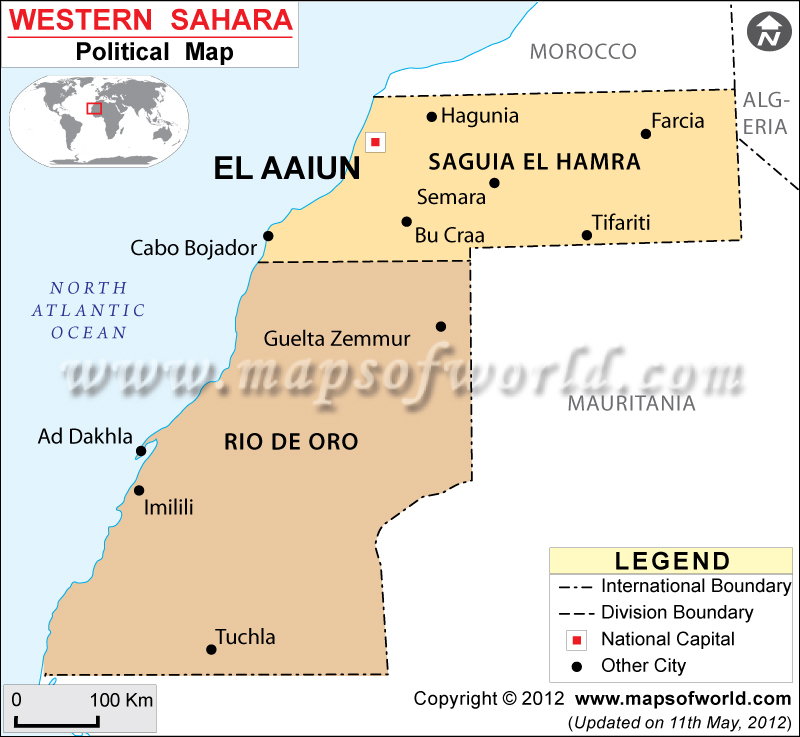 WESTERN SAHARA
Political Map
N
MOROCCO
ALG-
ERIA
Hagunia
Farcia
EL AAIUN
SAGUIA EL HAMRA
Semara
Tifariti
Bu Craa
Cabo Bojador
NORTH
ATLANTIC
OCEAN
Guelta Zemmur
www.mapsofworld.com
MAURITANIA
Ad Dakhla
RIO DE ORO
Imilili
Tuchla
LEGEND
International Boundary
Division Boundary
National Capital
Other City
0 100 Km
Copyright © 2012 www.mapsofworld.com
(Updated on 11th May, 2012)